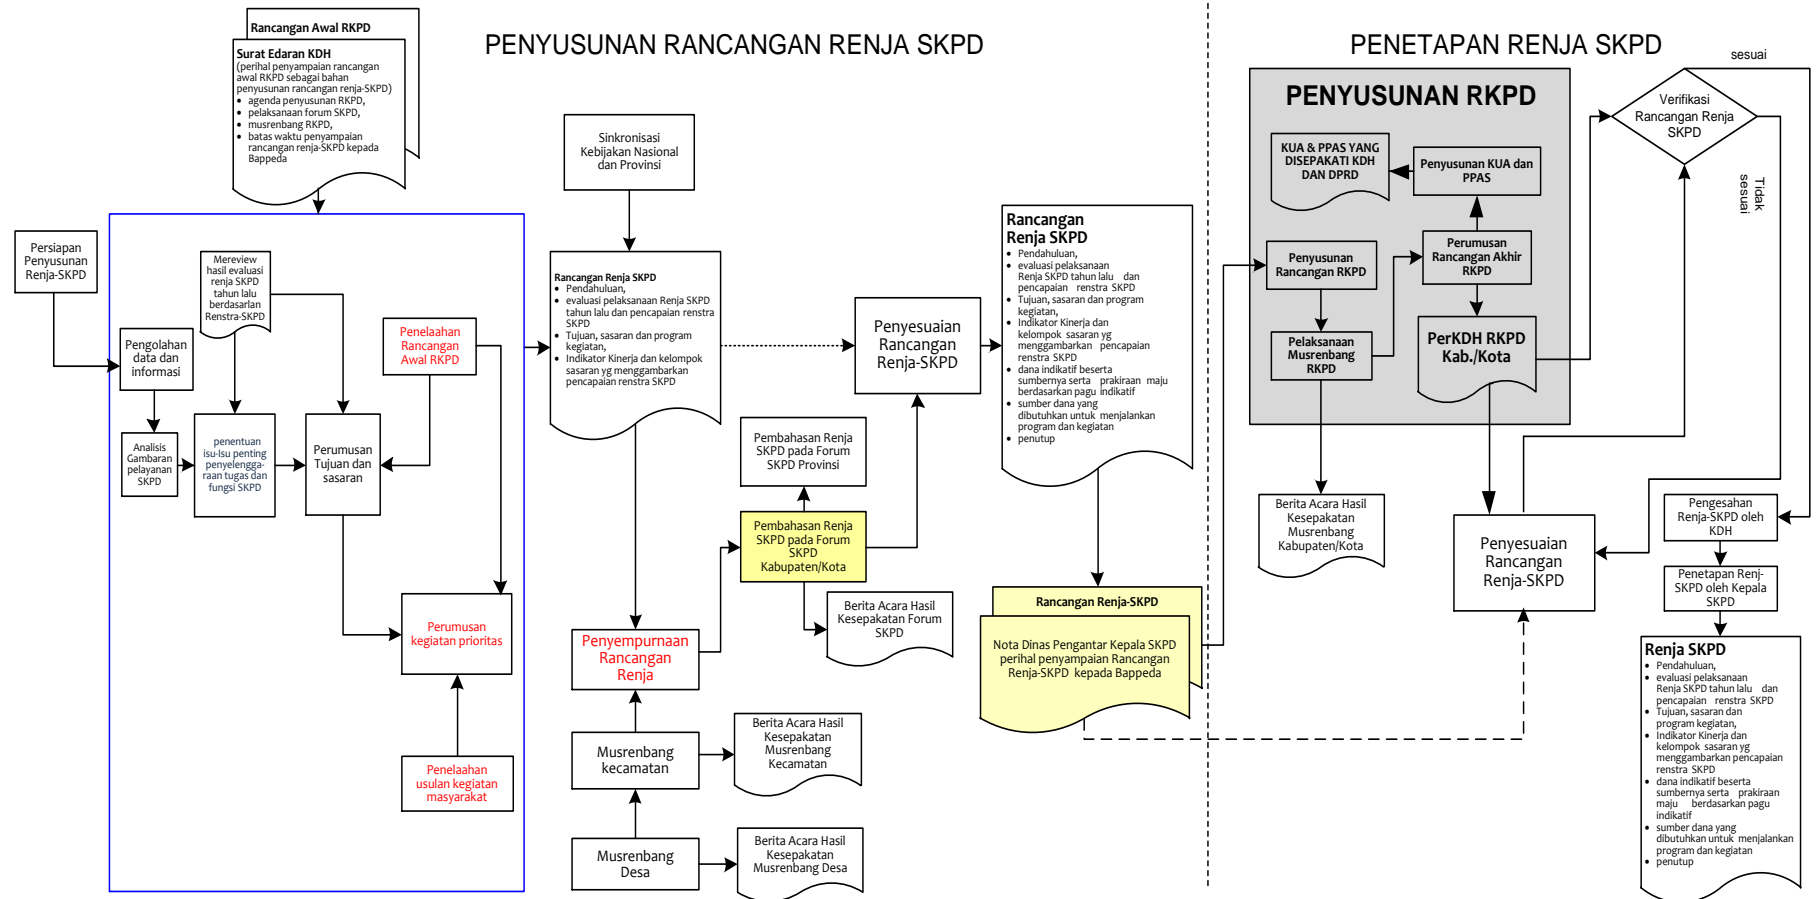 Rancangan Awal RKPD
Surat Edaran KDH
(perihal penyampaian rancangan
awal RKPD sebagai bahan
penyusunan rancangan renja-SKPD)
• agenda penyusunan RKPD,
• pelaksanaan forum SKPD,
• musrenbang RKPD,
• batas waktu penyampaian
rancangan renja-SKPD kepada
Bappeda
PENYUSUNAN RANCANGAN RENJA SKPD
Persiapan
Penyusunan
Renja-SKPD
Mereview
hasil evaluasi
renja SKPD
tahun lalu
berdasarlan
Renstra-SKPD
Pengolahan
data dan
informasi
Penelaahan
Rancangan
Awal RKPD
Analisis
Gambaran
pelayanan
SKPD
penentuan
isu-Isu penting
penyelengga-
raan tugas dan
fungsi SKPD
Perumusan
Tujuan dan
sasaran
Perumusan
kegiatan prioritas
Penelaahan
usulan kegiatan
masyarakat
Sinkronisasi
Kebijakan Nasional
dan Provinsi
Rancangan Renja SKPD
• Pendahuluan,
• evaluasi pelaksanaan Renja SKPD
tahun lalu dan pencapaian renstra
SKPD
• Tujuan, sasaran dan program
kegiatan,
• Indikator Kinerja dan kelompok
sasaran yg menggambarkan
pencapaian renstra SKPD
Penyesuaian
Rancangan
Renja-SKPD
Pembahasan Renja
SKPD pada Forum
SKPD Provinsi
Pembahasan Renja
SKPD pada Forum
SKPD
Kabupaten/Kota
Berita Acara Hasil
Kesepakatan Forum
SKPD
Penyempurnaan
Rancangan
Renja
Musrenbang
kecamatan
Berita Acara Hasil
Kesepakatan
Musrenbang
Kecamatan
Musrenbang
Desa
Berita Acara Hasil
Kesepakatan
Musrenbang Desa
Rancangan
Renja SKPD
• Pendahuluan,
• evaluasi pelaksanaan
Renja SKPD tahun lalu dan
pencapaian renstra SKPD
• Tujuan, sasaran dan program
kegiatan,
• Indikator Kinerja dan
kelompok sasaran yg
menggambarkan pencapaian
renstra SKPD
• dana indikatif beserta
sumbernya serta prakiraan maju
berdasarkan pagu indikatif
• sumber dana yang
dibutuhkan untuk menjalankan
program dan kegiatan
• penutup
Rancangan Renja-SKPD
Nota Dinas Pengantar Kepala SKPD
perihal penyampaian Rancangan
Renja-SKPD kepada Bappeda
PENETAPAN RENJA SKPD
PENYUSUNAN RKPD
KUA & PPAS YANG
DISEPAKATI KDH
DAN DPRD
Penyusunan KUA dan
PPAS
Penyusunan
Rancangan RKPD
Perumusan
Rancangan Akhir
RKPD
Pelaksanaan
Musrenbang
RKPD
PerKDH RKPD
Kab./Kota
Berita Acara Hasil
Kesepakatan
Musrenbang
Kabupaten/Kota
Penyesuaian
Rancangan
Renja-SKPD
Verifikasi
Rancangan Renja
SKPD
sesuai
Tidak
sesuai
Pengesahan
Renja-SKPD oleh
KDH
Penetapan Renj-
SKPD oleh Kepala
SKPD
Renja SKPD
• Pendahuluan,
• evaluasi pelaksanaan
Renja SKPD tahun lalu dan
pencapaian renstra SKPD
• Tujuan, sasaran dan
program kegiatan,
• Indikator Kinerja dan
kelompok sasaran yg
menggambarkan pencapaian
renstra SKPD
• dana indikatif beserta
sumbernya serta prakiraan
maju berdasarkan pagu
indikatif
• sumber dana yang
dibutuhkan untuk menjalankan
program dan kegiatan
• penutup